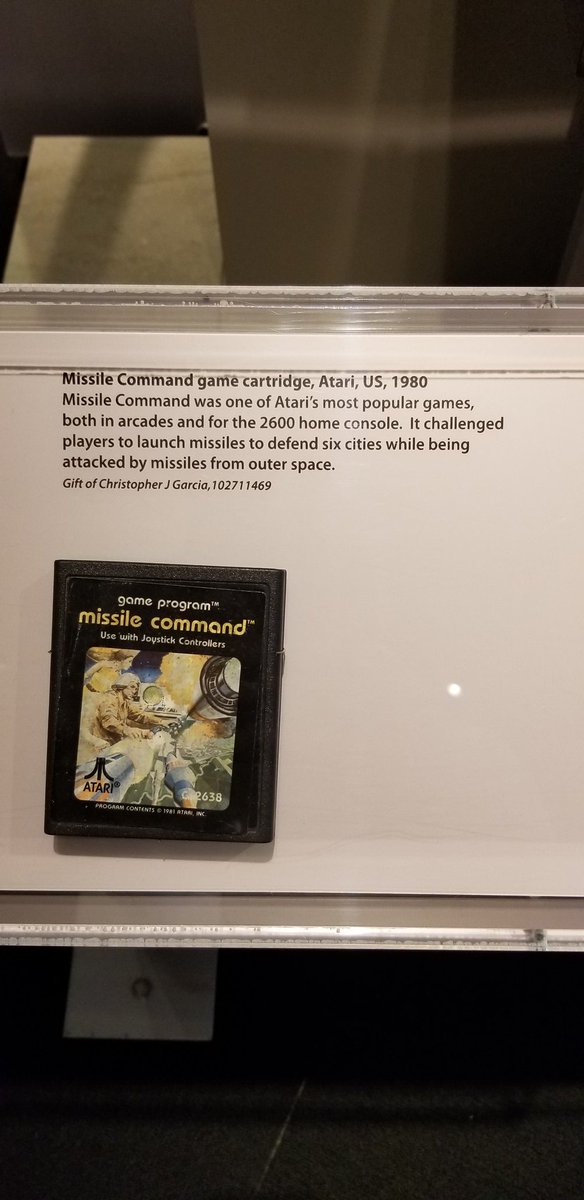 Missile Command game cartridge, Atari, US, 1980
Missile Command was one of Atari's most popular games,
both in arcades and for the 2600 home console.  It challenged
players to launch missiles to defend six cities while being
attacked by missiles from outer space.
Gift of Christopher J Garcia,102711469
game program™
missile command™
Use with Joystick Controllers
ATARI®
2638
PROGRAM CONTENTS © 1981 ATARI, INC.